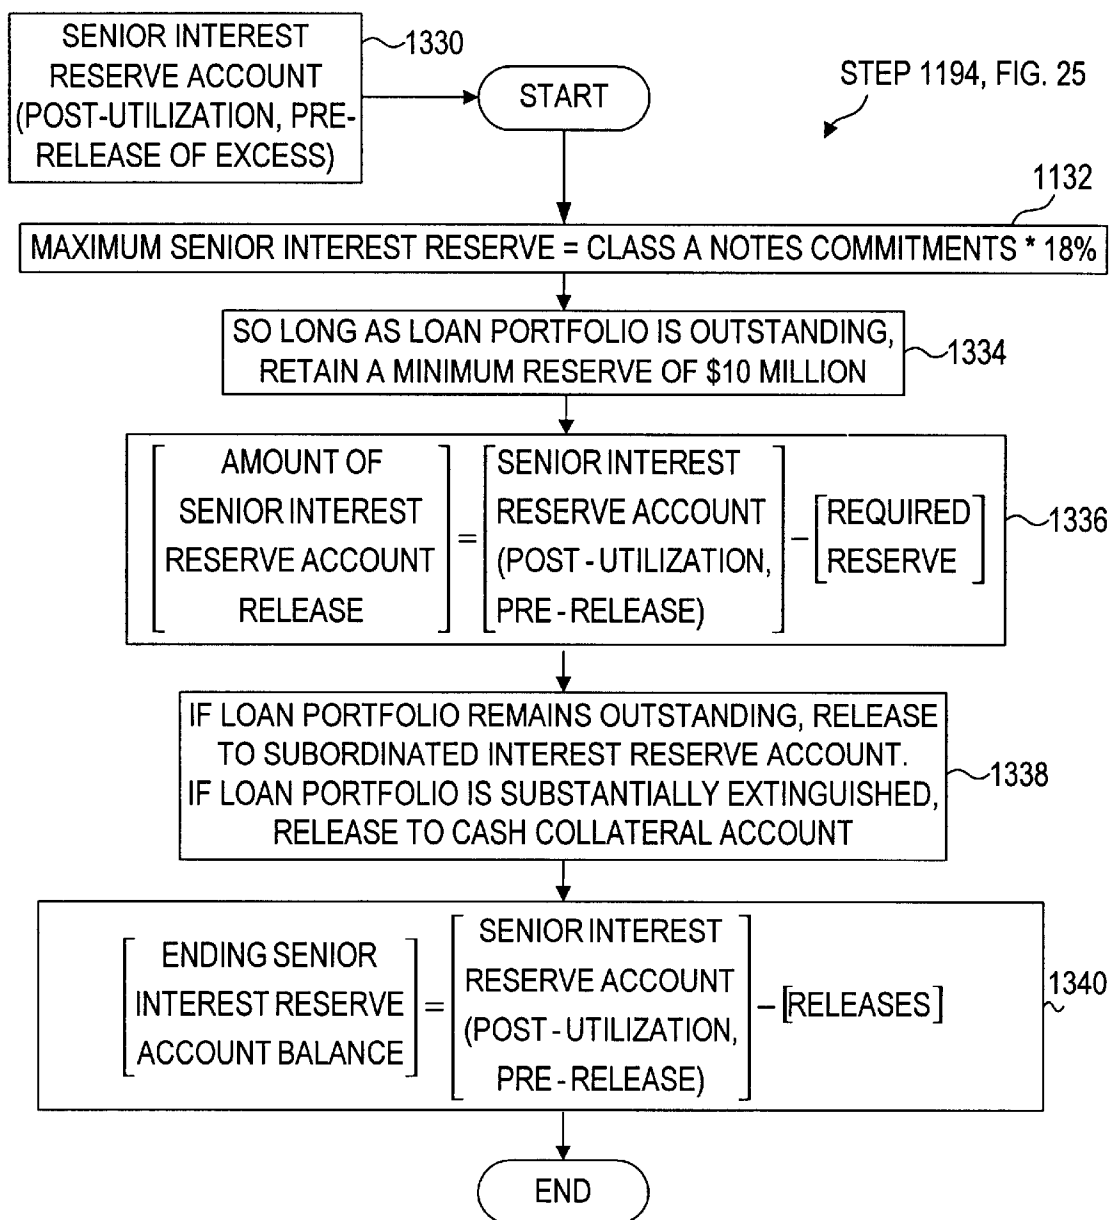 SENIOR INTEREST
RESERVE ACCOUNT
(POST-UTILIZATION, PRE-
RELEASE OF EXCESS)
1330
START
STEP 1194, FIG. 25
1132
MAXIMUM SENIOR INTEREST RESERVE = CLASS A NOTES COMMITMENTS * 18%
SO LONG AS LOAN PORTFOLIO IS OUTSTANDING,
RETAIN A MINIMUM RESERVE OF $10 MILLION
1334
AMOUNT OF
SENIOR INTEREST
RESERVE ACCOUNT
RELEASE
=
SENIOR INTEREST
RESERVE ACCOUNT
(POST - UTILIZATION,
PRE - RELEASE)
-
REQUIRED
RESERVE
1336
IF LOAN PORTFOLIO REMAINS OUTSTANDING, RELEASE
TO SUBORDINATED INTEREST RESERVE ACCOUNT.
IF LOAN PORTFOLIO IS SUBSTANTIALLY EXTINGUISHED,
RELEASE TO CASH COLLATERAL ACCOUNT
1338
ENDING SENIOR
INTEREST RESERVE
ACCOUNT BALANCE
=
SENIOR INTEREST
RESERVE ACCOUNT
(POST - UTILIZATION,
PRE - RELEASE)
- [RELEASES]
1340
END